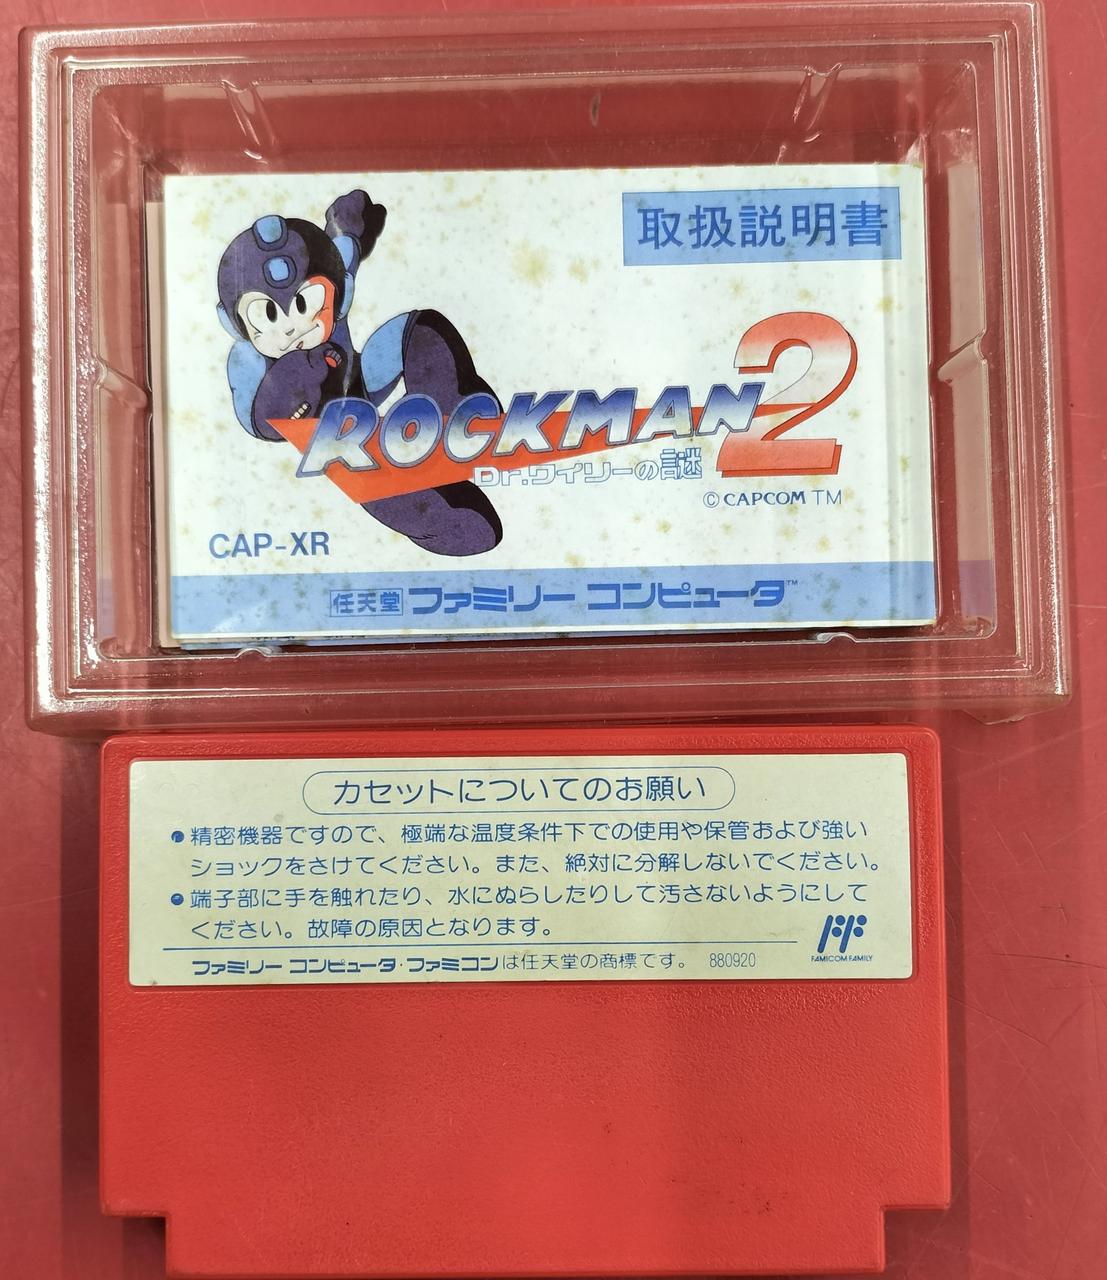 取扱説明書
ROCKMAN 2
Dr.ワイリーの謎
©CAPCOM TM
CAP-XR
任天堂 ファミリー コンピュータ™
カセットについてのお願い
●精密機器ですので、極端な温度条件下での使用や保管および強い
ショックをさけてください。また、絶対に分解しないでください。
●端子部に手を触れたり、水にぬらしたりして汚さないようにして
ください。故障の原因となります。
FF
FAMICOM FAMILY
ファミリー コンピュータ・ファミコンは任天堂の商標です。 880920